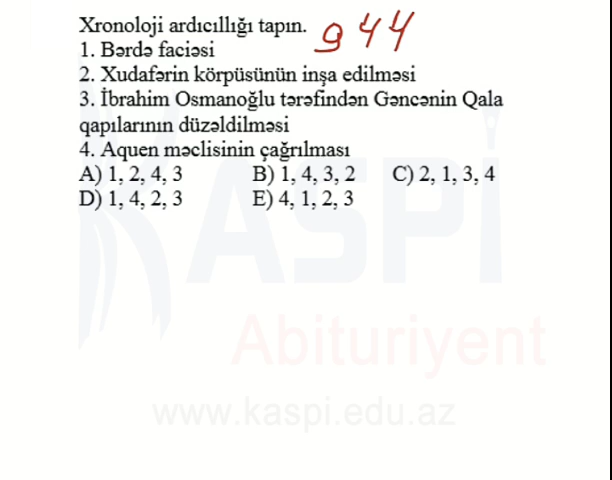 Xronoloji ardıcıllığı tapın. 944
1. Bərdə faciəsi
2. Xudafərin körpüsünün inşa edilməsi
3. İbrahim Osmanoğlu tərəfindən Gəncənin Qala
qapılarının düzəldilməsi
4. Aquen məclisinin çağrılması
A) 1, 2, 4, 3 B) 1, 4, 3, 2 C) 2, 1, 3, 4
D) 1, 4, 2, 3 E) 4, 1, 2, 3
KASPİ
Abituriyent
www.kaspi.edu.az